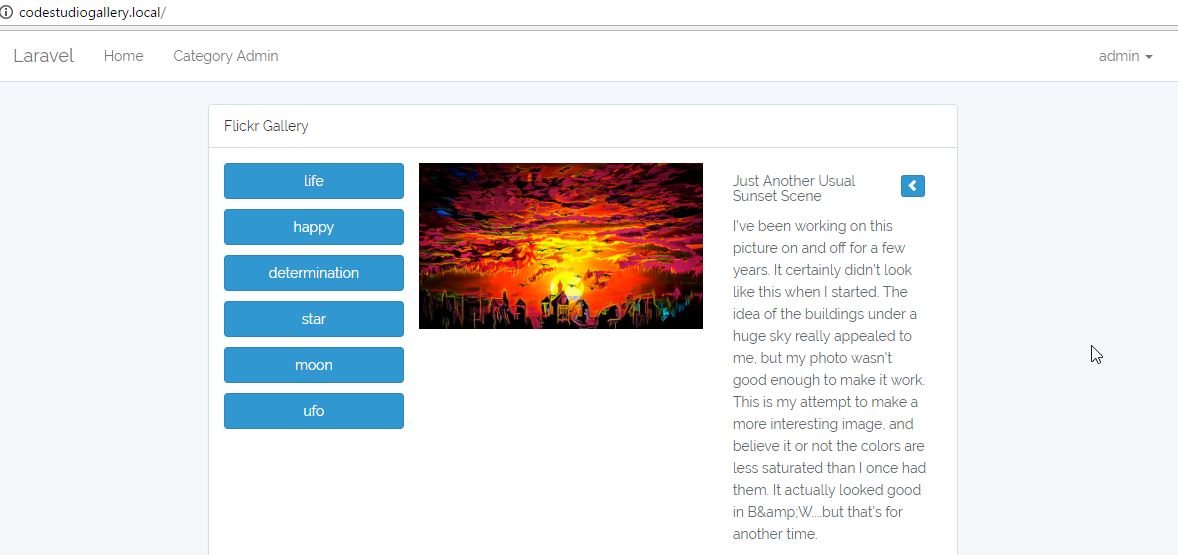 codestudiogallery.local/
Laravel Home Category Admin admin
Flickr Gallery
life
happy
determination
star
moon
ufo
Just Another Usual
Sunset Scene
I've been working on this
picture on and off for a few
years. It certainly didn't look
like this when I started. The
idea of the buildings under a
huge sky really appealed to
me, but my photo wasn't
good enough to make it work.
This is my attempt to make a
more interesting image, and
believe it or not the colors are
less saturated than I once had
them. It actually looked good
in B&amp;W....but that's for
another time.